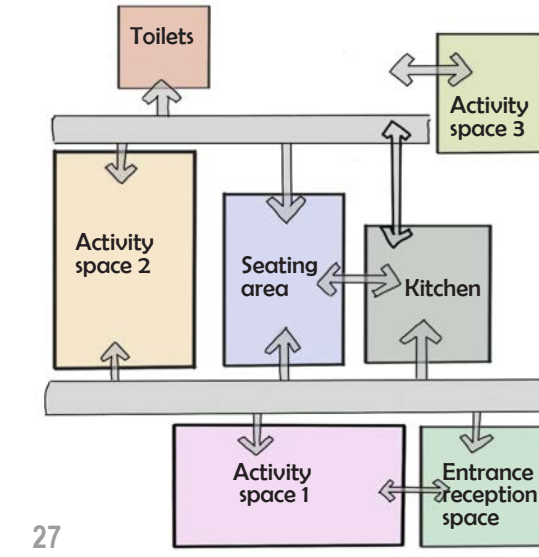 Toilets
Activity
space 3
Activity
space 2
Seating
area
Kitchen
Activity
space 1
Entrance
reception
space
27